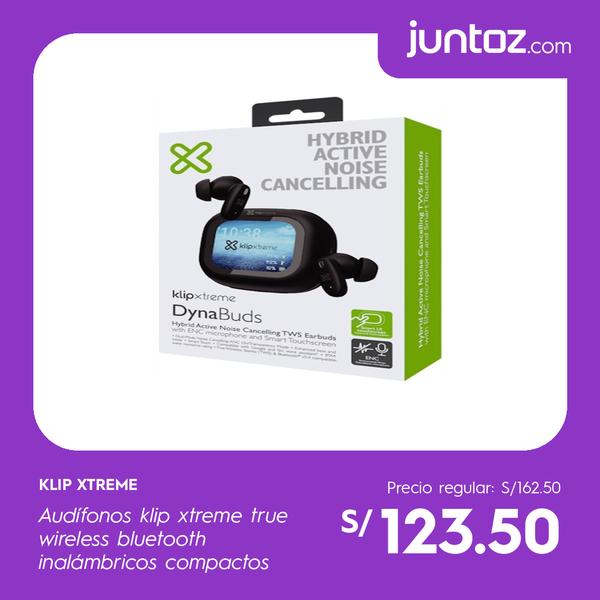 juntoz.com
HYBRID
ACTIVE
NOISE
CANCELLING
10:38
klipxtreme
klipxtreme
DynaBuds
Hybrid Active Noise Cancelling TWS Earbuds
with ENC microphone and Smart Touchscreen
ENC
Hybrid Active Noise Cancelling TWS Earbuds
with ENC microphone and Smart Touchscreen
KLIP XTREME
Audífonos klip xtreme true
wireless bluetooth
inalámbricos compactos
Precio regular: S/162.50
S/123.50